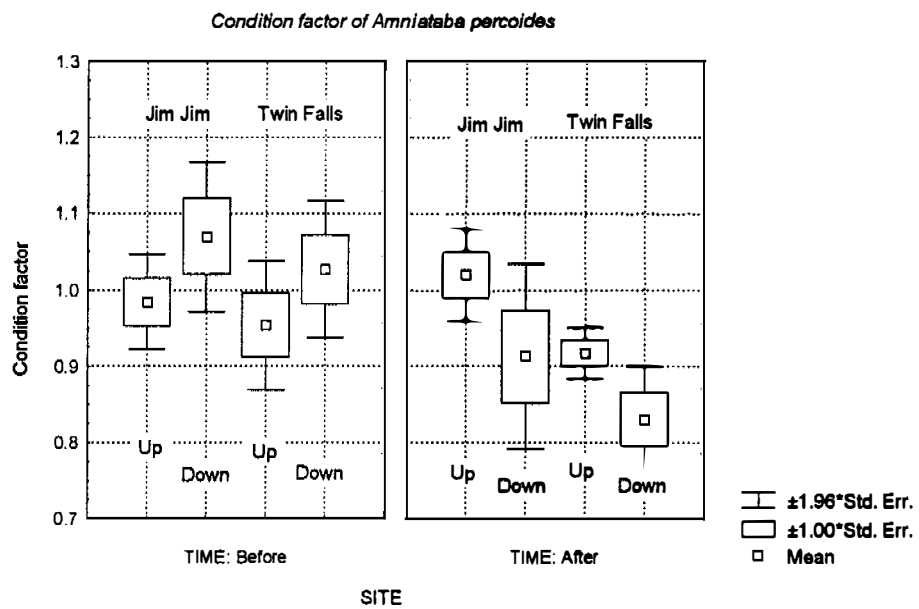 Condition factor of Amniataba percoides
1.3
1.2
1.1
1.0
0.9
0.8
0.7
Condition factor
Jim Jim
Twin Falls
Up
Down
Up
Down
Jim Jim
Twin Falls
Up
Down
Up
Down
TIME: Before
TIME: After
SITE
±1.96*Std. Err.
±1.00*Std. Err.
Mean